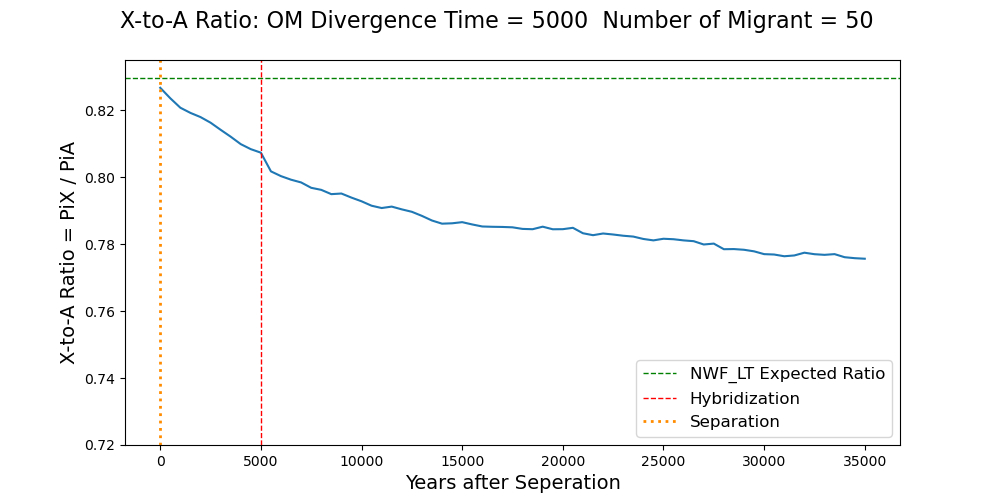 X-to-A Ratio: OM Divergence Time = 5000  Number of Migrant = 50
X-to-A Ratio = PiX / PiA
0.82
0.80
0.78
0.76
0.74
0.72
NWF_LT Expected Ratio
Hybridization
Separation
0 5000 10000 15000 20000 25000 30000 35000
Years after Seperation